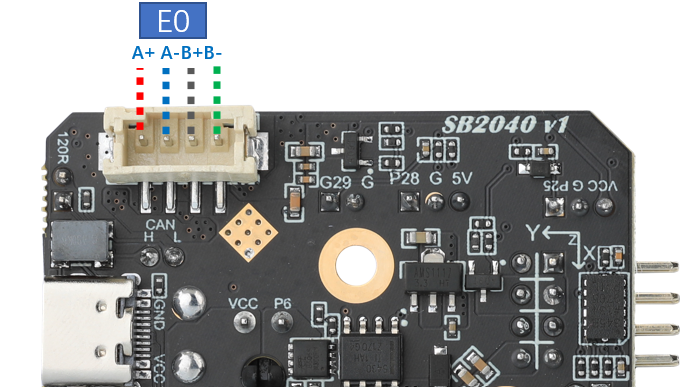 E0
A+ A- B+ B-
SB2040 v1
120R
G29 G
P28 G 5V
VCC G P25
CAN
H L
Y
Z
X
VCC P6
GND
VCC